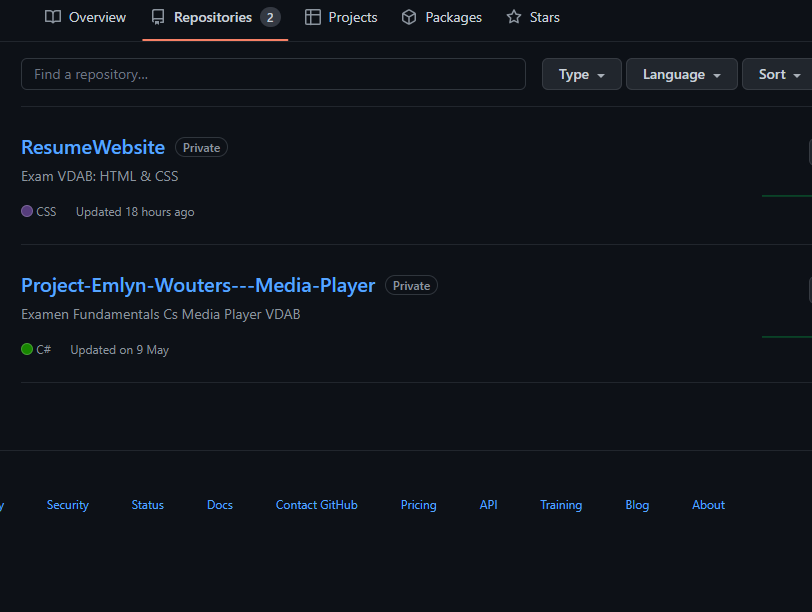 Overview Repositories 2 Projects Packages Stars
Find a repository... Type Language Sort
ResumeWebsite Private
Exam VDAB: HTML & CSS
CSS Updated 18 hours ago
Project-Emlyn-Wouters---Media-Player Private
Examen Fundamentals Cs Media Player VDAB
C# Updated on 9 May
Security Status Docs Contact GitHub Pricing API Training Blog About